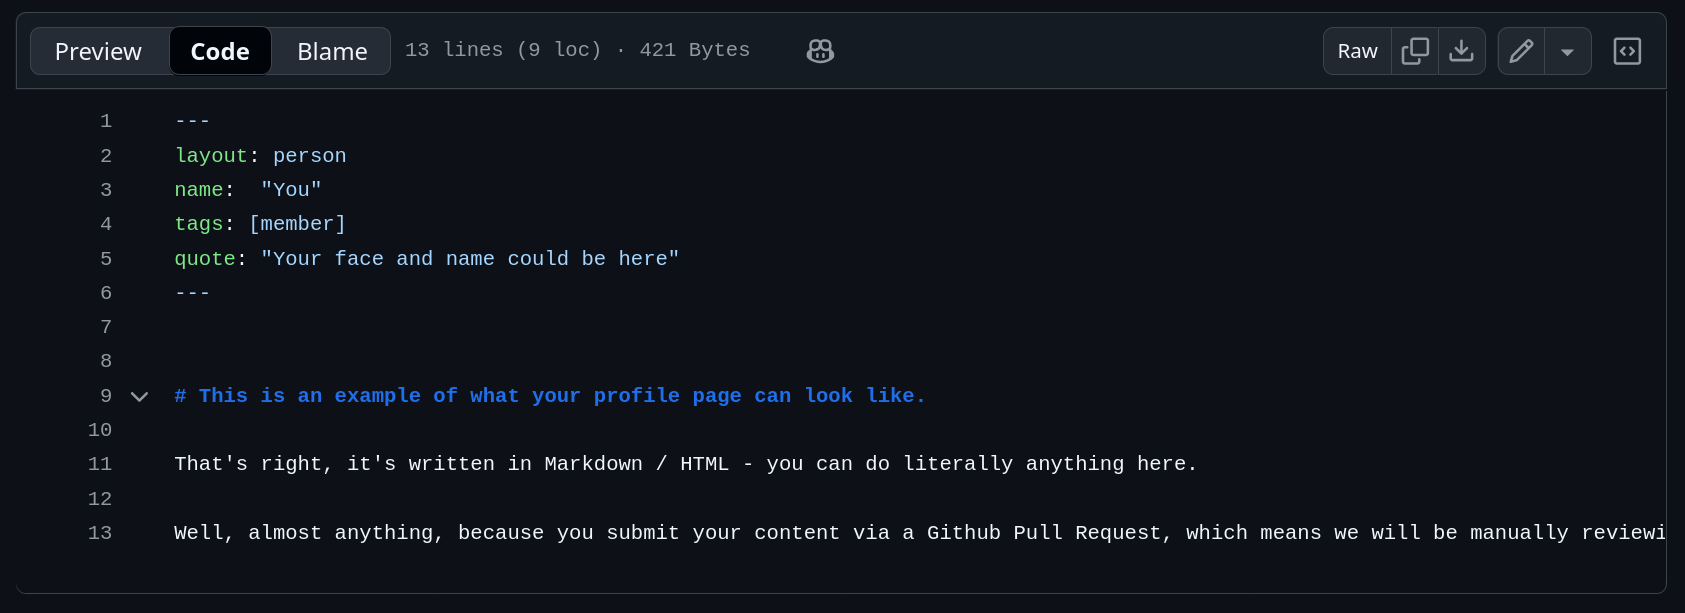 Preview Code Blame 13 lines (9 loc) · 421 Bytes Raw
1 ---
2 layout: person
3 name:  "You"
4 tags: [member]
5 quote: "Your face and name could be here"
6 ---
7
8
9 # This is an example of what your profile page can look like.
10
11 That's right, it's written in Markdown / HTML - you can do literally anything here.
12
13 Well, almost anything, because you submit your content via a Github Pull Request, which means we will be manually reviewi